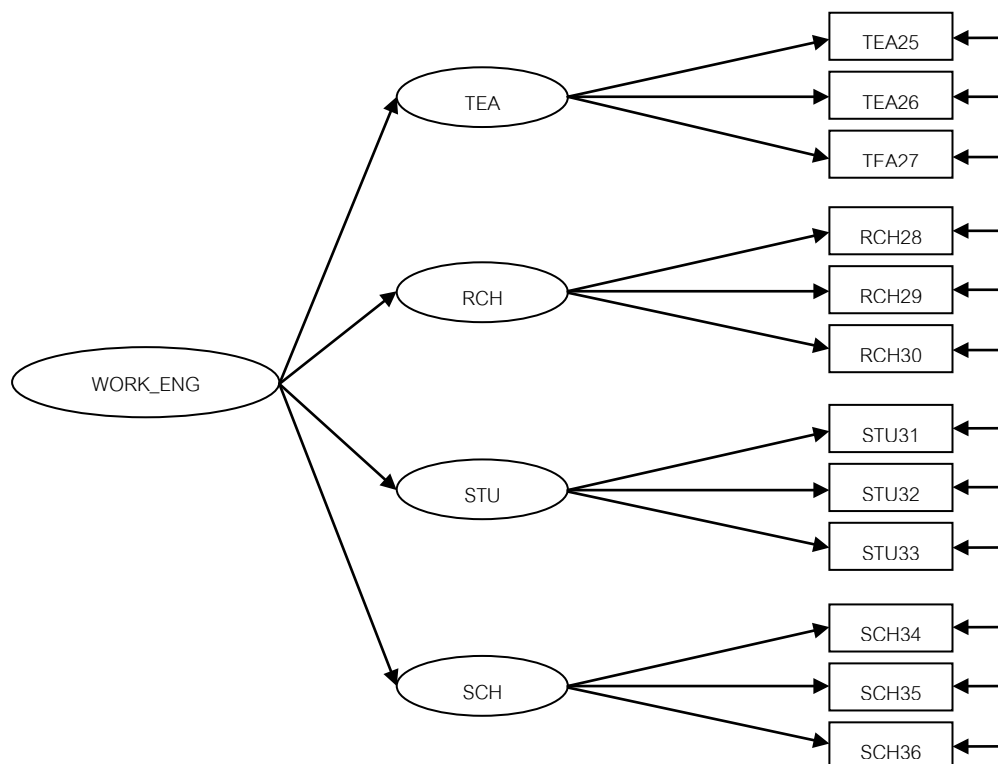 TEA25
TEA
TEA26
TEA27
RCH28
RCH
RCH29
RCH30
WORK_ENG
STU31
STU
STU32
STU33
SCH34
SCH
SCH35
SCH36